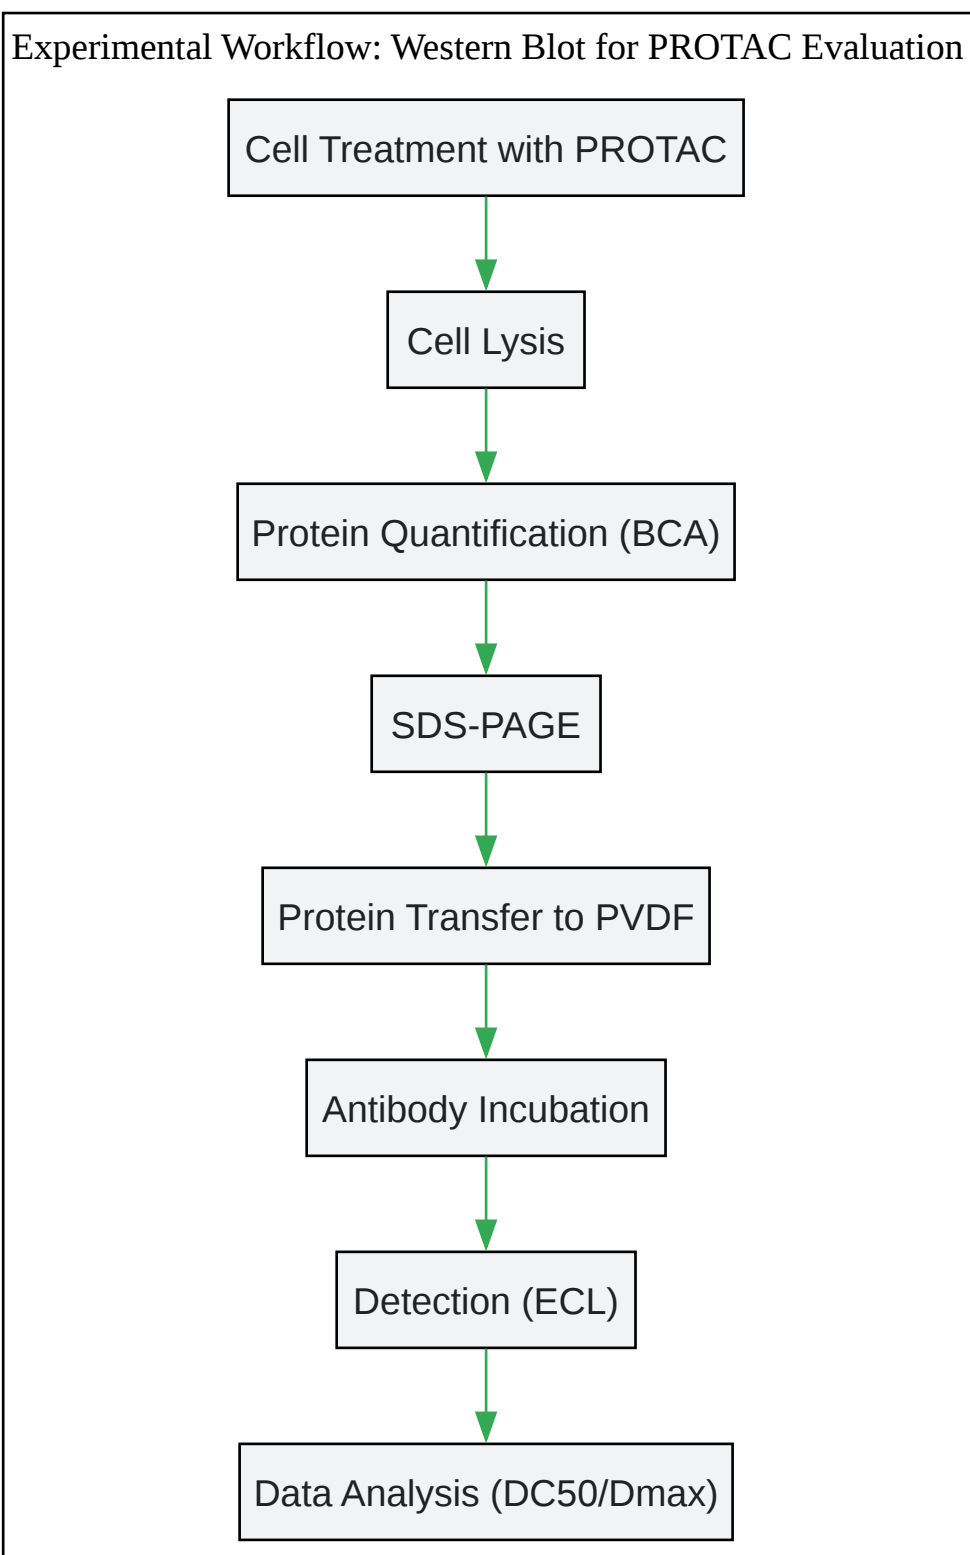 Experimental Workflow: Western Blot for PROTAC Evaluation
Cell Treatment with PROTAC
Cell Lysis
Protein Quantification (BCA)
SDS-PAGE
Protein Transfer to PVDF
Antibody Incubation
Detection (ECL)
Data Analysis (DC50/Dmax)